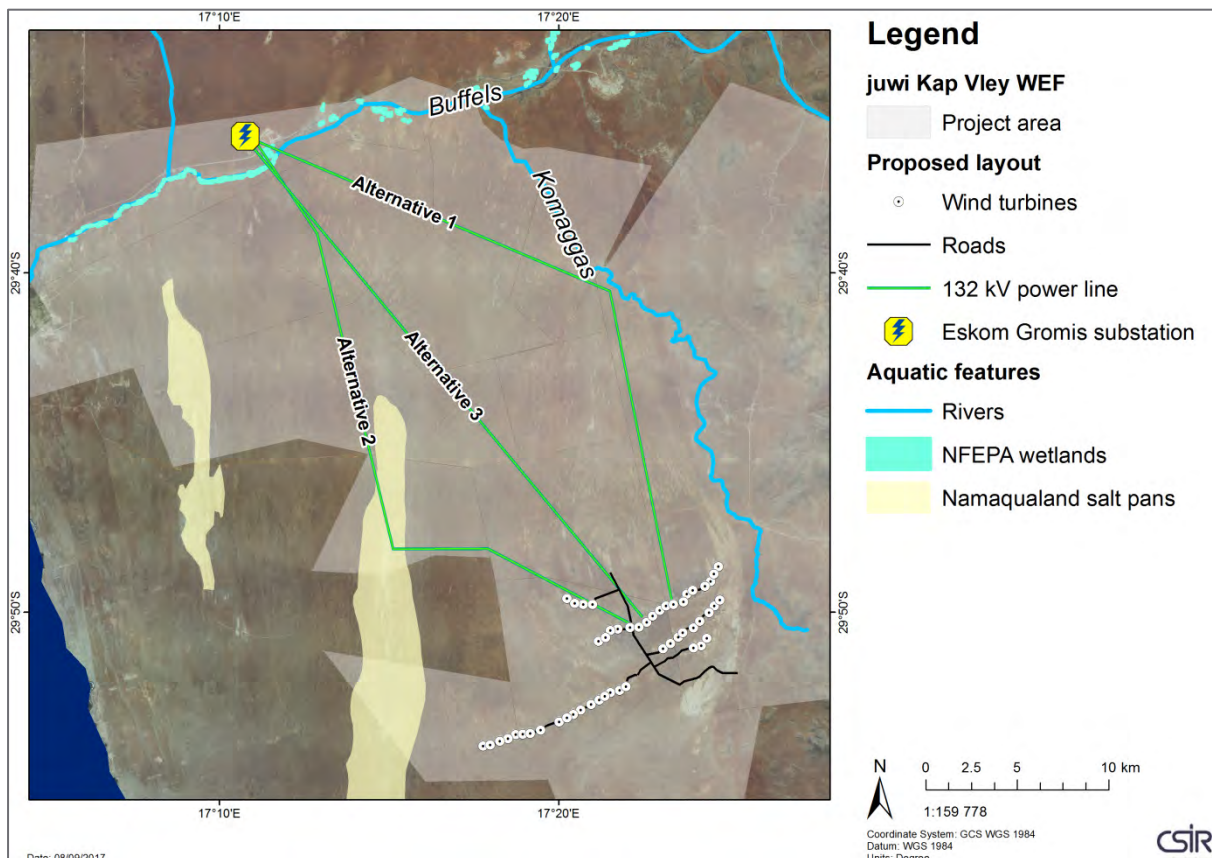 17°10'E
17°20'E
Buffels
Komaggas
Alternative 1
Alternative 2
Alternative 3
29°40'S
29°40'S
29°50'S
29°50'S
17°10'E
17°20'E
Legend
juwi Kap Vley WEF
Project area
Proposed layout
Wind turbines
Roads
132 kV power line
Eskom Gromis substation
Aquatic features
Rivers
NFEPA wetlands
Namaqualand salt pans
N
0 2.5 5 10 km
1:159 778
Coordinate System: GCS WGS 1984
Datum: WGS 1984
Units: Degree
CSIR
Date: 08/09/2017